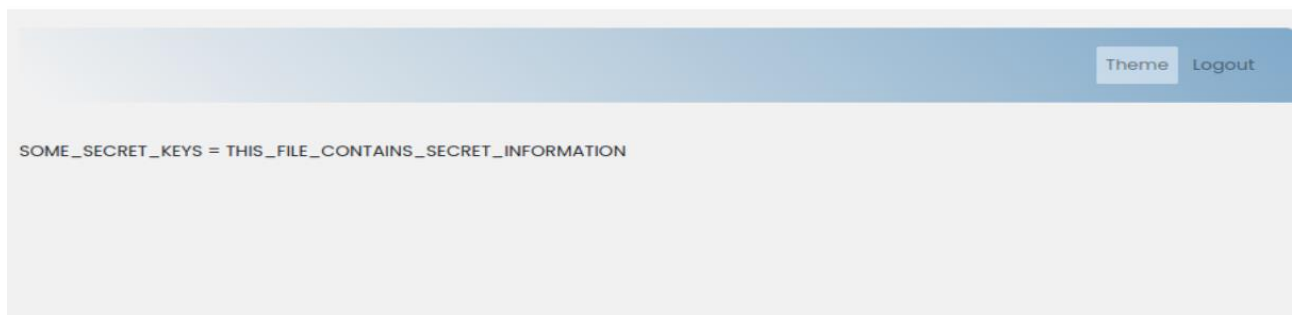 Theme Logout
SOME_SECRET_KEYS = THIS_FILE_CONTAINS_SECRET_INFORMATION